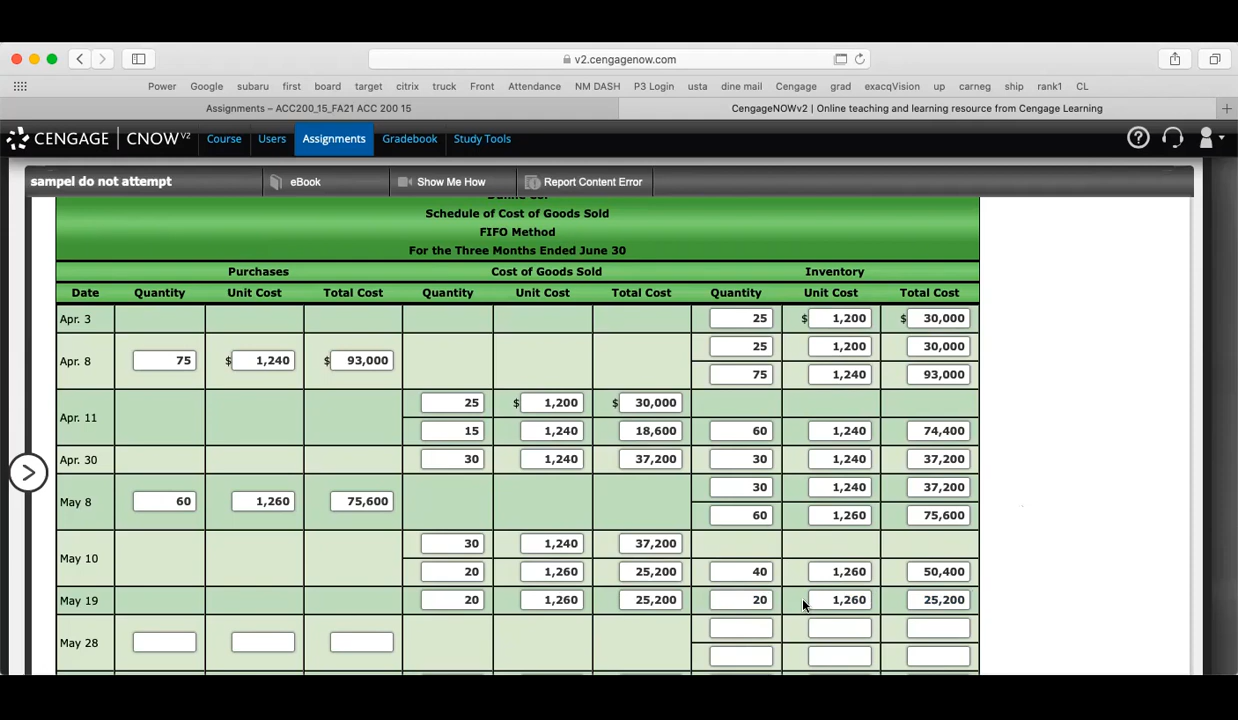 v2.cengagenow.com
Power Google subaru first board target citrix truck Front Attendance NM DASH P3 Login usta dine mail Cengage grad exacqVision up carneg ship rank1 CL
Assignments – ACC200_15_FA21 ACC 200 15 CengageNOWv2 | Online teaching and learning resource from Cengage Learning
CENGAGE | CNOWV2 Course Users Assignments Gradebook Study Tools
sampel do not attempt eBook Show Me How Report Content Error
Schedule of Cost of Goods Sold
FIFO Method
For the Three Months Ended June 30
Purchases Cost of Goods Sold Inventory
Date Quantity Unit Cost Total Cost Quantity Unit Cost Total Cost Quantity Unit Cost Total Cost
Apr. 3 25 $ 1,200 $ 30,000
25 1,200 30,000
Apr. 8 75 $ 1,240 $ 93,000
75 1,240 93,000
25 $ 1,200 $ 30,000
Apr. 11
15 1,240 18,600 60 1,240 74,400
Apr. 30 30 1,240 37,200 30 1,240 37,200
30 1,240 37,200
May 8 60 1,260 75,600
60 1,260 75,600
30 1,240 37,200
May 10
20 1,260 25,200 40 1,260 50,400
May 19 20 1,260 25,200 20 1,260 25,200
May 28